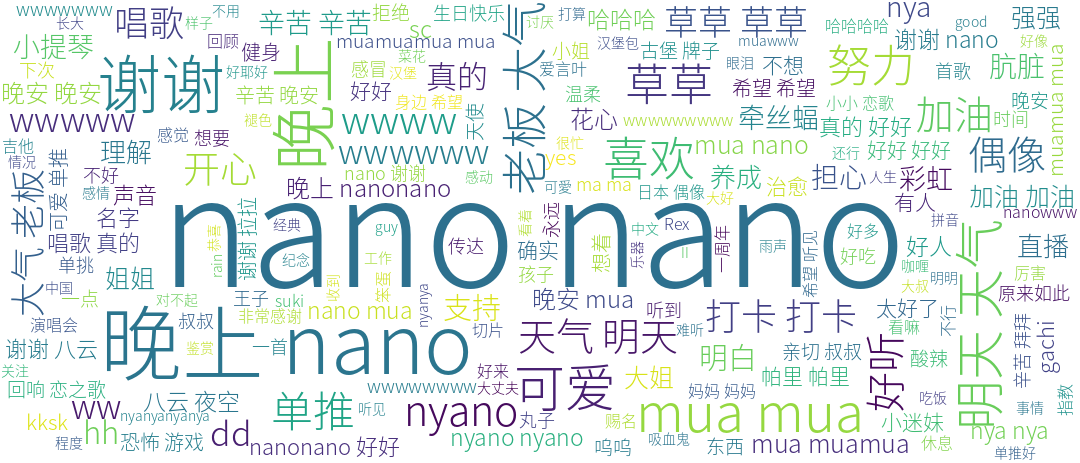 wwwwwww
长大
样子
不用
唱歌
回顾
小提琴
健身
下次
好耶好
晚安 晚安
辛苦 晚安
谢谢
辛苦 辛苦
拒绝
生日快乐
sc
muamuamua mua
菜花
感冒
汉堡
真的
好好
身边 希望
晚上
老板 大气
哈哈哈
小姐
古堡 牌子
爱言叶
温柔
花心
草草 草草
草草
打算
哈哈哈哈
汉堡包
muawww
眼泪
不想
希望 希望
nya
谢谢 nano
good
讨厌
好像
强强
努力
首歌
肮脏
小小 恋歌
晚安
时间
加油
真的 好好
muamua mua
wwwww
褪色
感觉
想要
wwww
wwwwww
天使
wwwwwwwww
很忙
yes
喜欢
牵丝蝠
mua nano
还行
好好 好好
偶像
吉他
情况
理解
不好
感情
开心
nano 谢谢
感动
晚上 nanonano
可愛
ma ma
日本 偶像
养成
大好
治愈
担心
人生
彩虹
有人
加油 加油
nanowww
大气 老板
可爱 单推
声音
名字
唱歌 真的
单挑
姐姐
中国
一点
nano nano
rain 恭喜
谢谢 拉拉
经典
纪念
guy
传达
工作
看着
永远
确实
孩子
想着
乐器
中文
Rex
一周年
雨声
希望 听见
好多
好吃
拼音
好人
咖喱
明明
厉害
直播
明天 天气
原来如此
大叔
太好了
对不起
王子
suki
非常感谢
笨蛋
收到
nano mua
nyanya
支持
切片
晚安 mua
听到
难听
打卡 打卡
看嘛
不行
辛苦 拜拜
gachi
演唱会
叔叔
鉴赏
一首
谢谢 八云
关注
晚上 nano
天气 明天
明白
亲切 叔叔
酸辣
好听
回响 恋之歌
八云 夜空
wwwwwwww
好来
大丈夫
可爱
大姐
妈妈 妈妈
帕里 帕里
吃饭
指教
ww
kksk
hh
nyanyanyanya
程度
恐怖 游戏
单推
听见
dd
nyano
丸子
赐名
mua mua
小迷妹
事情
nya nya
nanonano 好好
nyano nyano
呜呜
吸血鬼
东西
mua muamua
休息
单推好